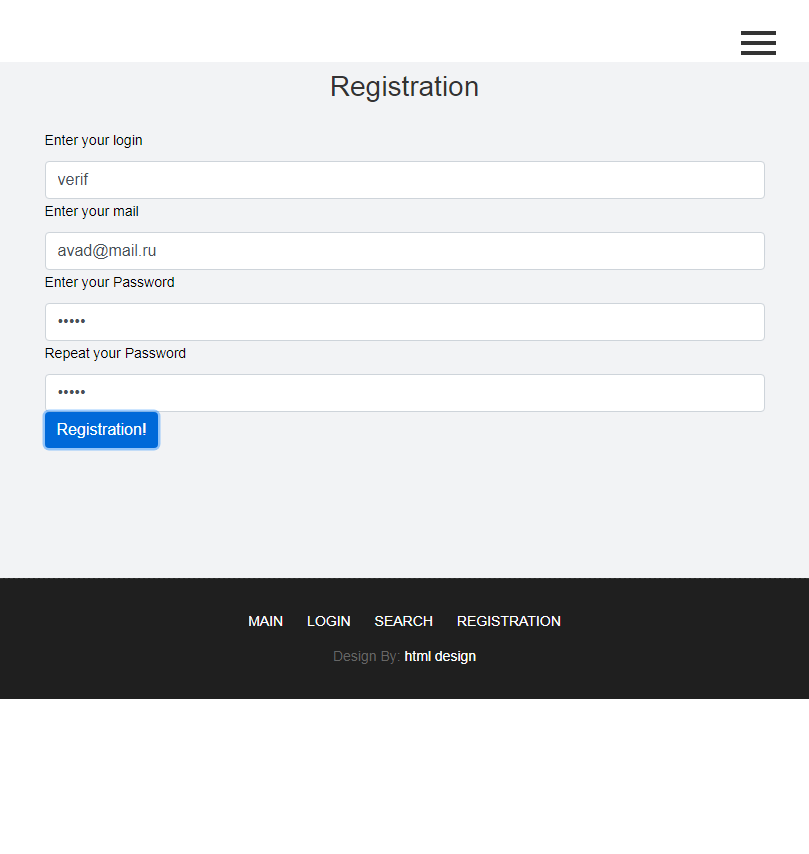 Registration
Enter your login
verif
Enter your mail
avad@mail.ru
Enter your Password
•••••
Repeat your Password
•••••
Registration!
MAIN LOGIN SEARCH REGISTRATION
Design By: html design